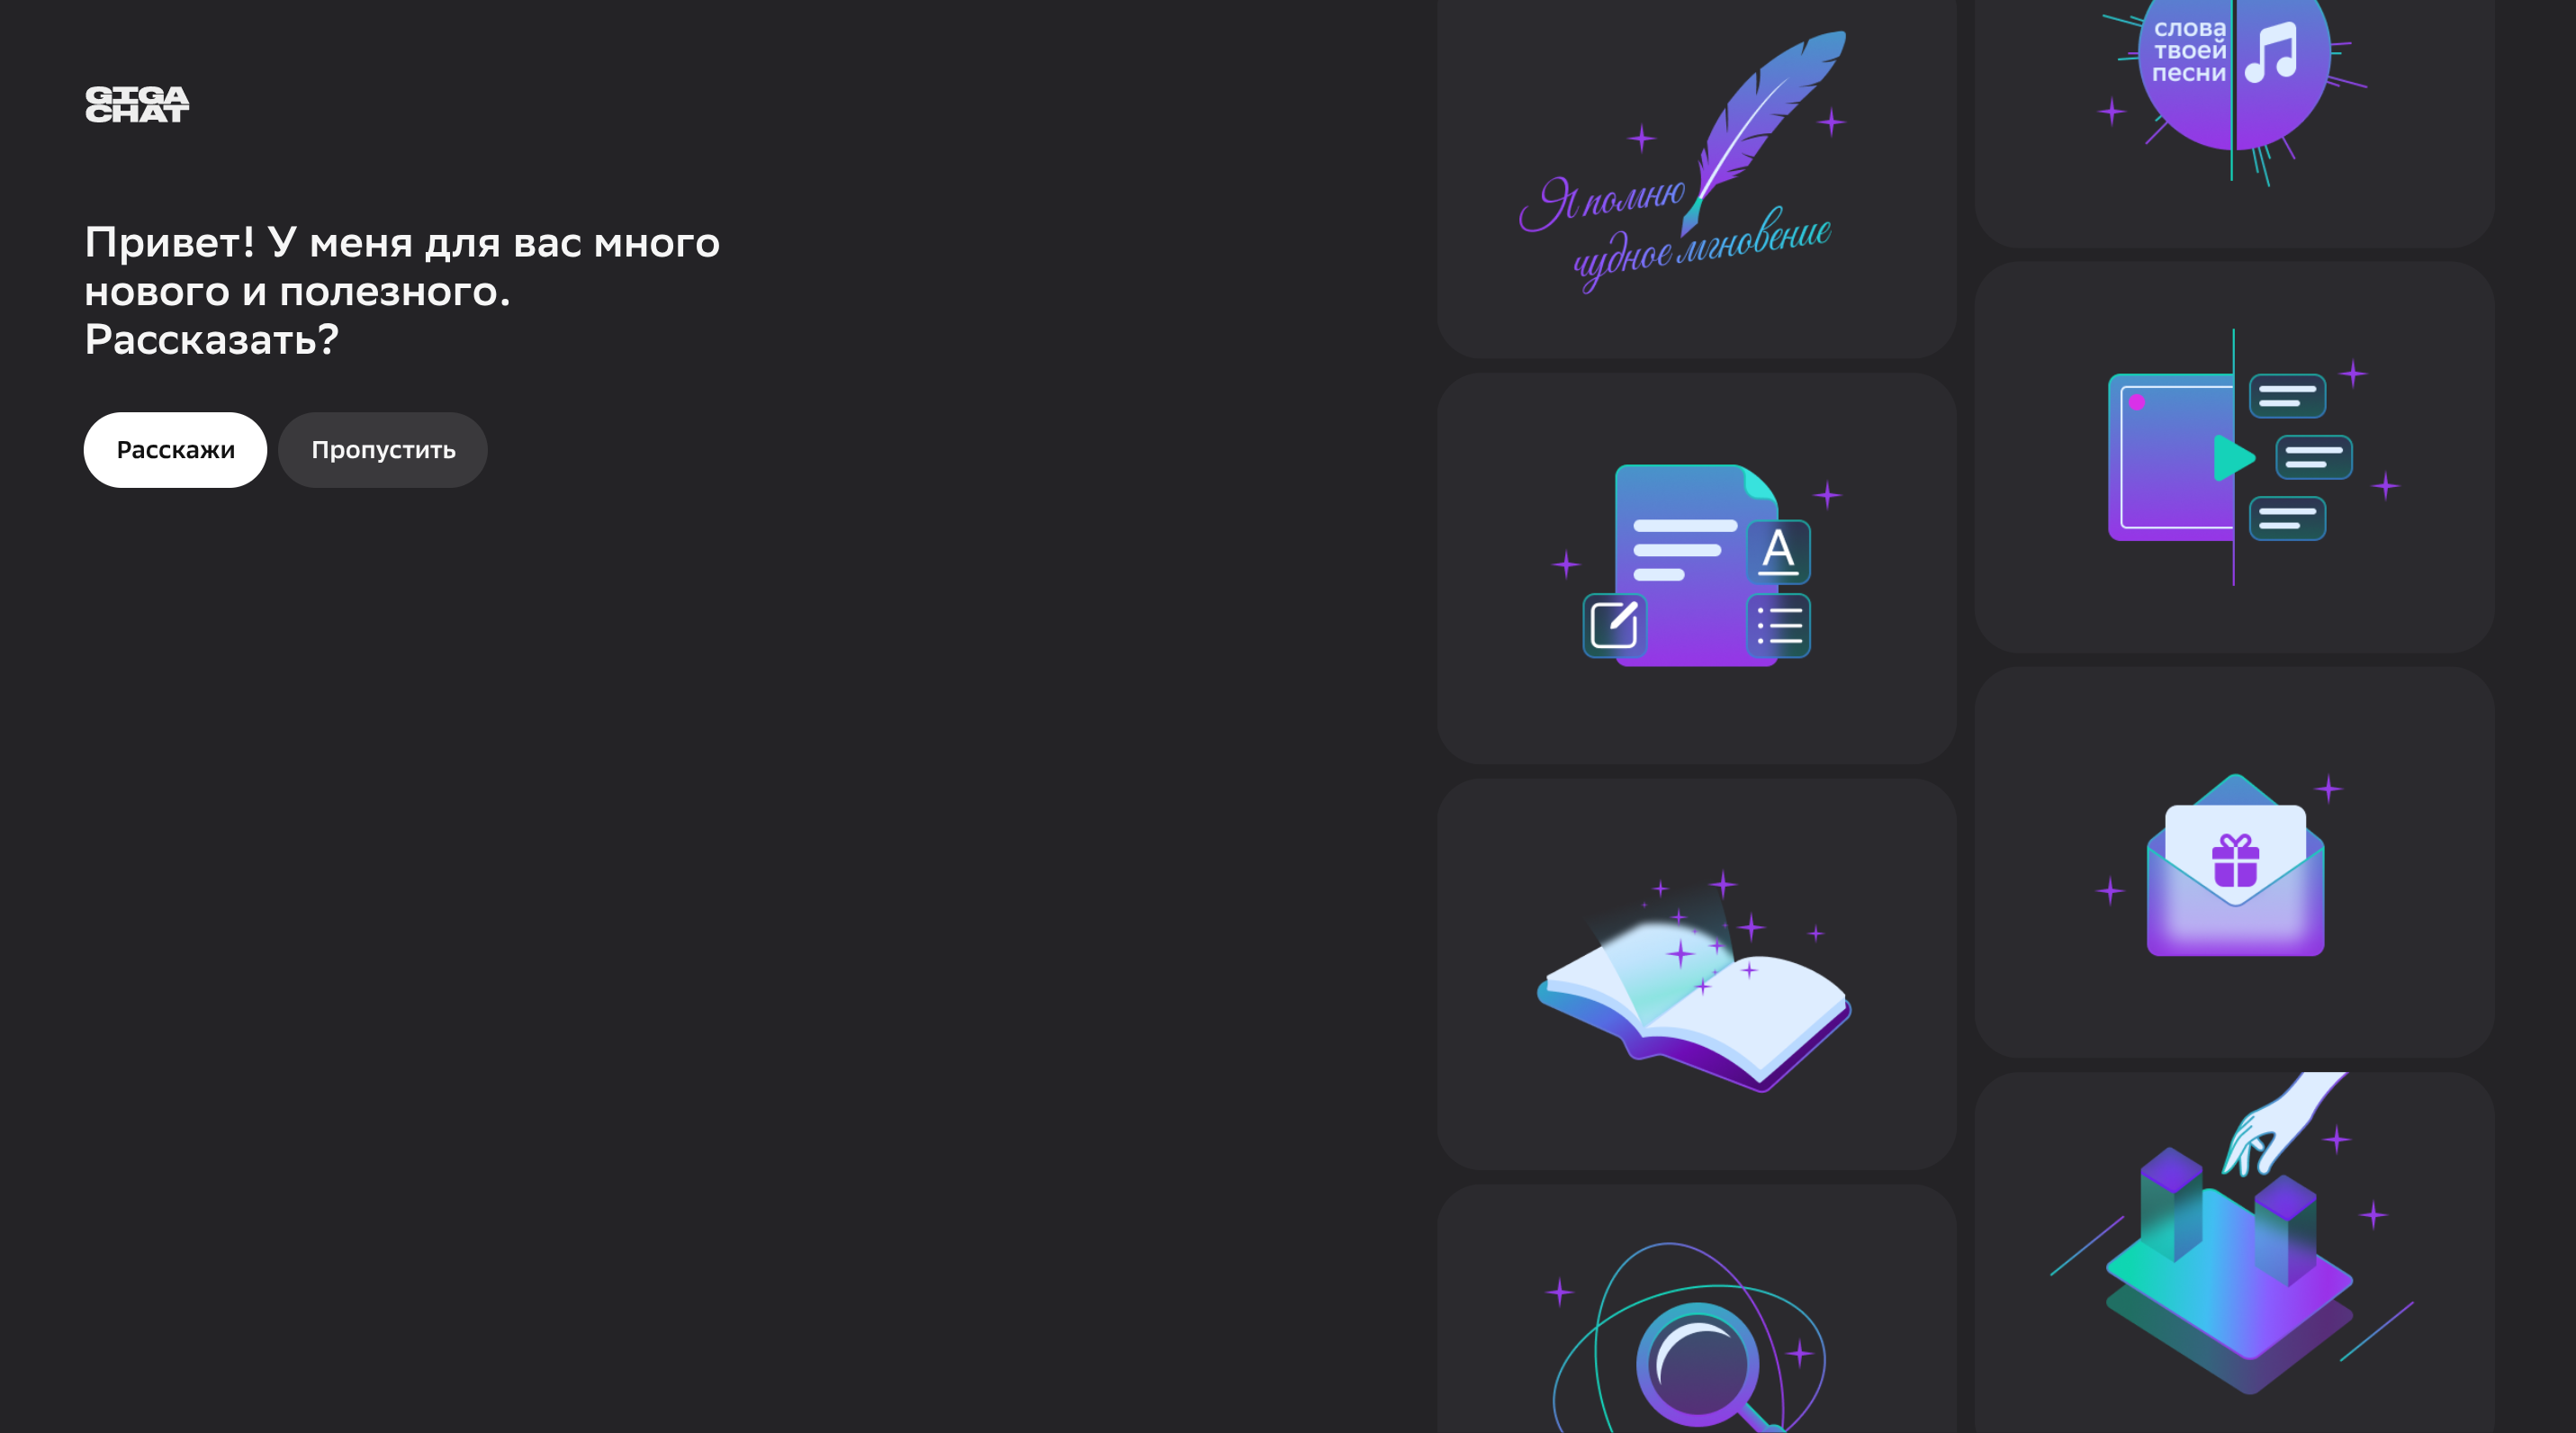 GIGA
CHAT
Привет! У меня для вас много
нового и полезного.
Рассказать?
Расскажи
Пропустить
Я помню
чудное мгновение
слова
твоей
песни
A